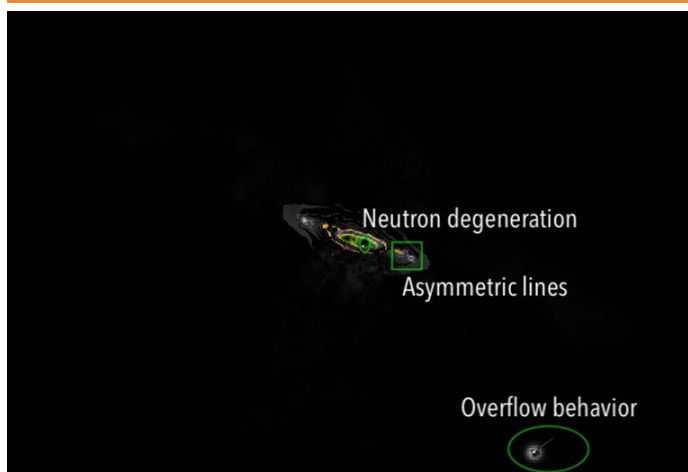 Neutron degeneration
Asymmetric lines
Overflow behavior